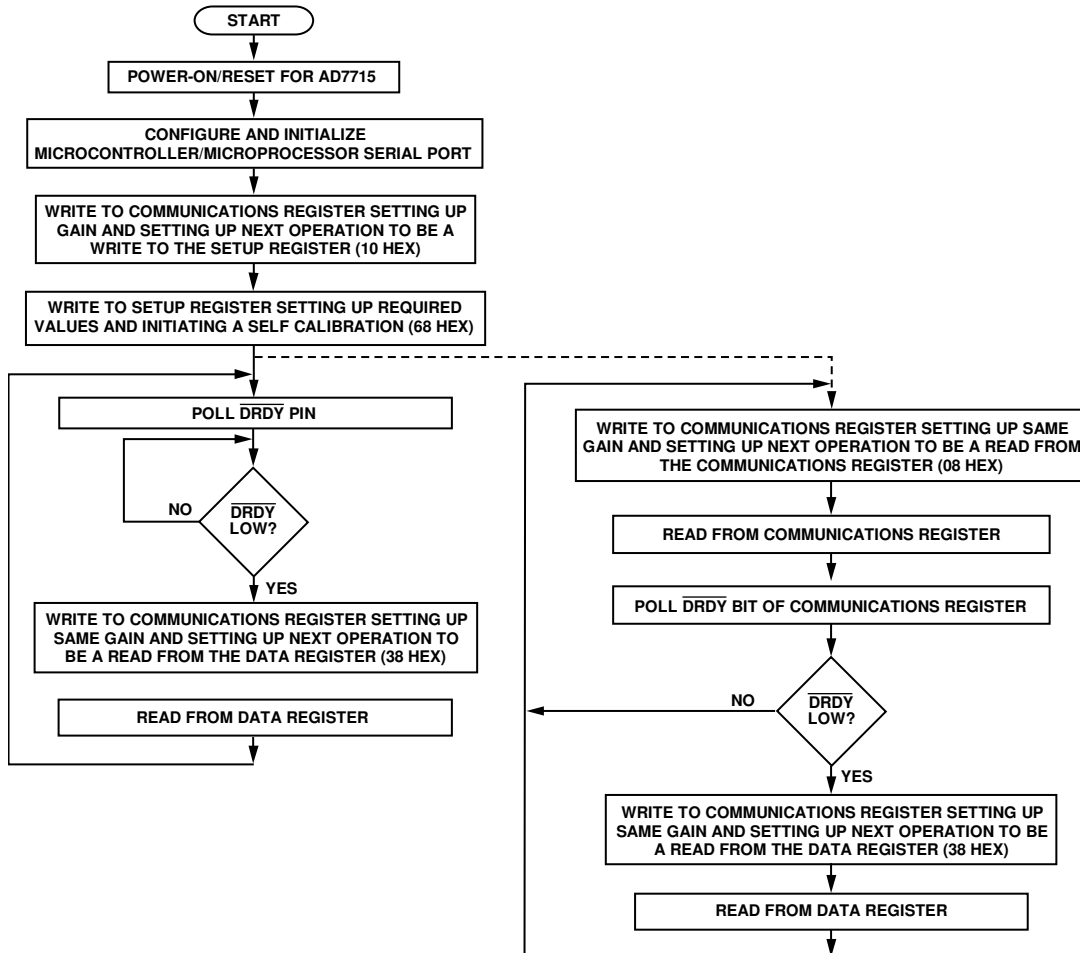 START
POWER-ON/RESET FOR AD7715
CONFIGURE AND INITIALIZE
MICROCONTROLLER/MICROPROCESSOR SERIAL PORT
WRITE TO COMMUNICATIONS REGISTER SETTING UP
GAIN AND SETTING UP NEXT OPERATION TO BE A
WRITE TO THE SETUP REGISTER (10 HEX)
WRITE TO SETUP REGISTER SETTING UP REQUIRED
VALUES AND INITIATING A SELF CALIBRATION (68 HEX)
POLL D̅R̅D̅Y̅ PIN
NO
D̅R̅D̅Y̅
LOW?
YES
WRITE TO COMMUNICATIONS REGISTER SETTING UP
SAME GAIN AND SETTING UP NEXT OPERATION TO
BE A READ FROM THE DATA REGISTER (38 HEX)
READ FROM DATA REGISTER
WRITE TO COMMUNICATIONS REGISTER SETTING UP SAME
GAIN AND SETTING UP NEXT OPERATION TO BE A READ FROM
THE COMMUNICATIONS REGISTER (08 HEX)
READ FROM COMMUNICATIONS REGISTER
POLL D̅R̅D̅Y̅ BIT OF COMMUNICATIONS REGISTER
NO
D̅R̅D̅Y̅
LOW?
YES
WRITE TO COMMUNICATIONS REGISTER SETTING UP
SAME GAIN AND SETTING UP NEXT OPERATION TO BE
A READ FROM THE DATA REGISTER (38 HEX)
READ FROM DATA REGISTER